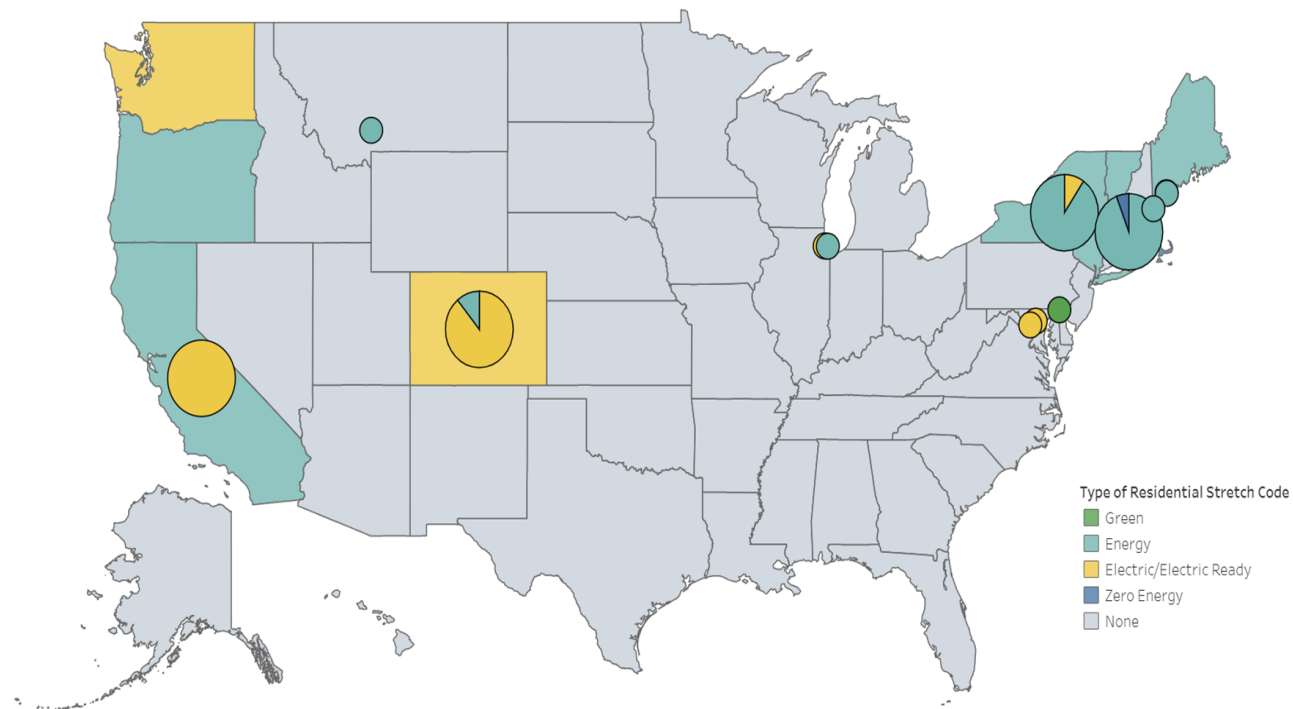 Type of Residential Stretch Code
Green
Energy
Electric/Electric Ready
Zero Energy
None